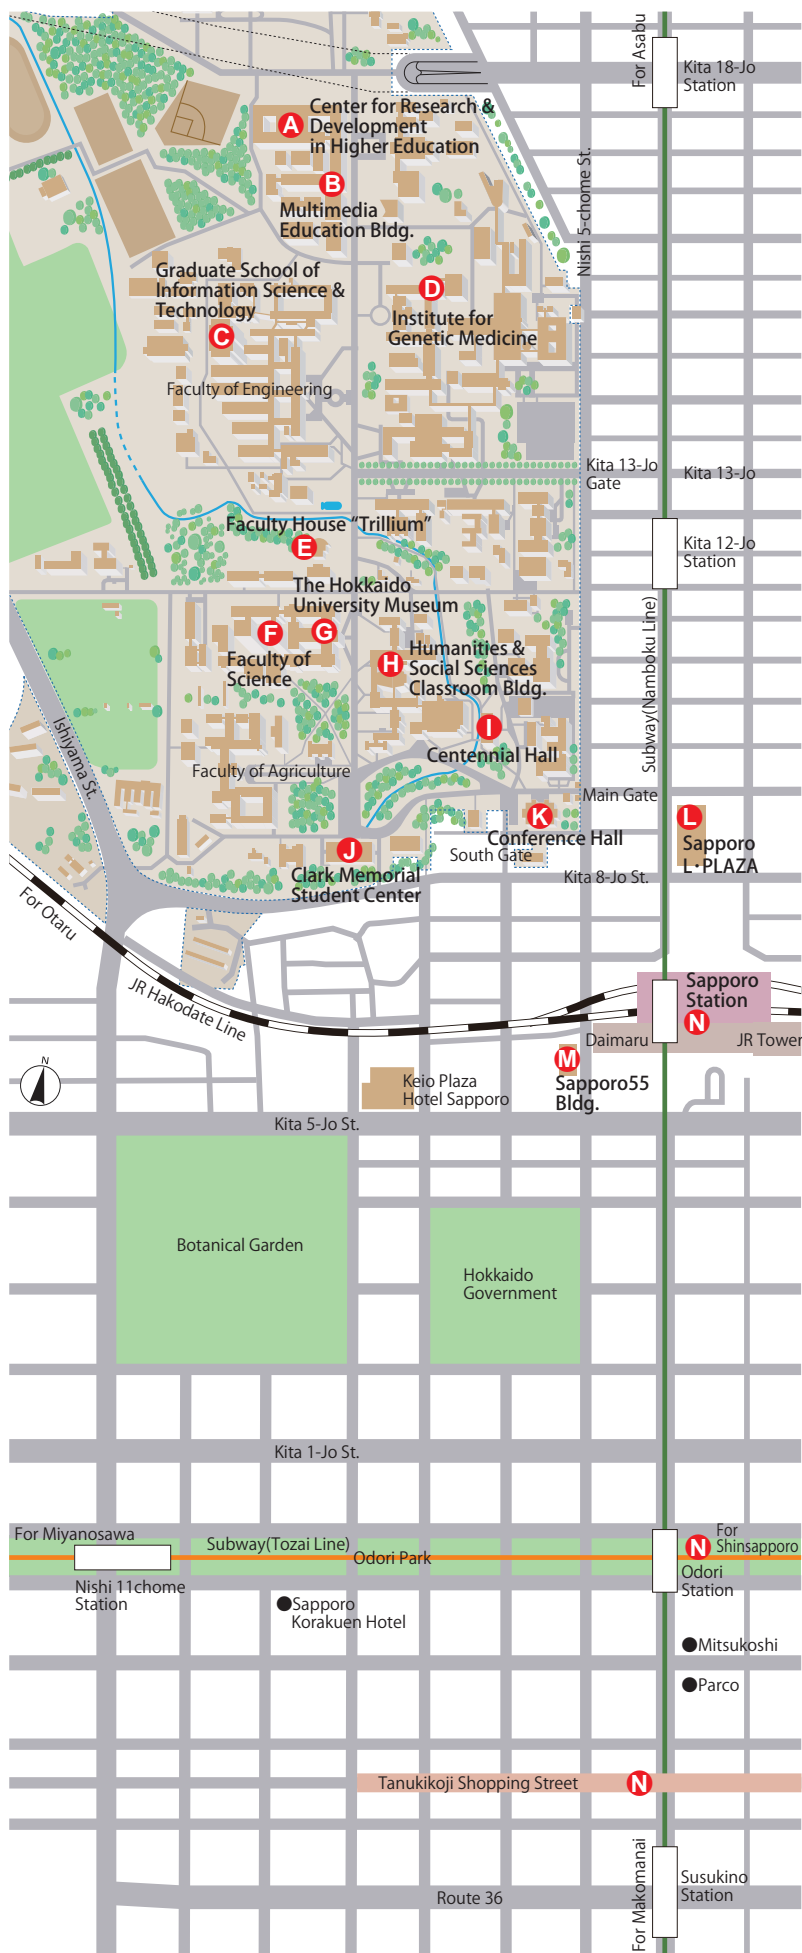 For Asabu
Kita 18-Jo
Station
A
Center for Research &
Development
in Higher Education
B
Multimedia
Education Bldg.
Nishi 5-chome St.
Graduate School of
Information Science &
Technology
C
D
Institute for
Genetic Medicine
Faculty of Engineering
Kita 13-Jo
Gate
Kita 13-Jo
Faculty House “Trillium”
E
Kita 12-Jo
Station
The Hokkaido
University Museum
F
G
Faculty of
Science
H
Humanities &
Social Sciences
Classroom Bldg.
Subway(Namboku Line)
I
Centennial Hall
Ishiyama St.
Faculty of Agriculture
Main Gate
K
Conference Hall
L
Sapporo
L･PLAZA
J
Clark Memorial
Student Center
South Gate
Kita 8-Jo St.
For Otaru
JR Hakodate Line
Sapporo
Station
N
Daimaru
JR Tower
N
M
Sapporo55
Bldg.
Keio Plaza
Hotel Sapporo
Kita 5-Jo St.
Botanical Garden
Hokkaido
Government
Kita 1-Jo St.
For Miyanosawa
Subway(Tozai Line)
Odori Park
N
For
Shinsapporo
Nishi 11chome
Station
Odori
Station
Sapporo
Korakuen Hotel
Mitsukoshi
Parco
Tanukikoji Shopping Street
N
For Makomanai
Susukino
Station
Route 36